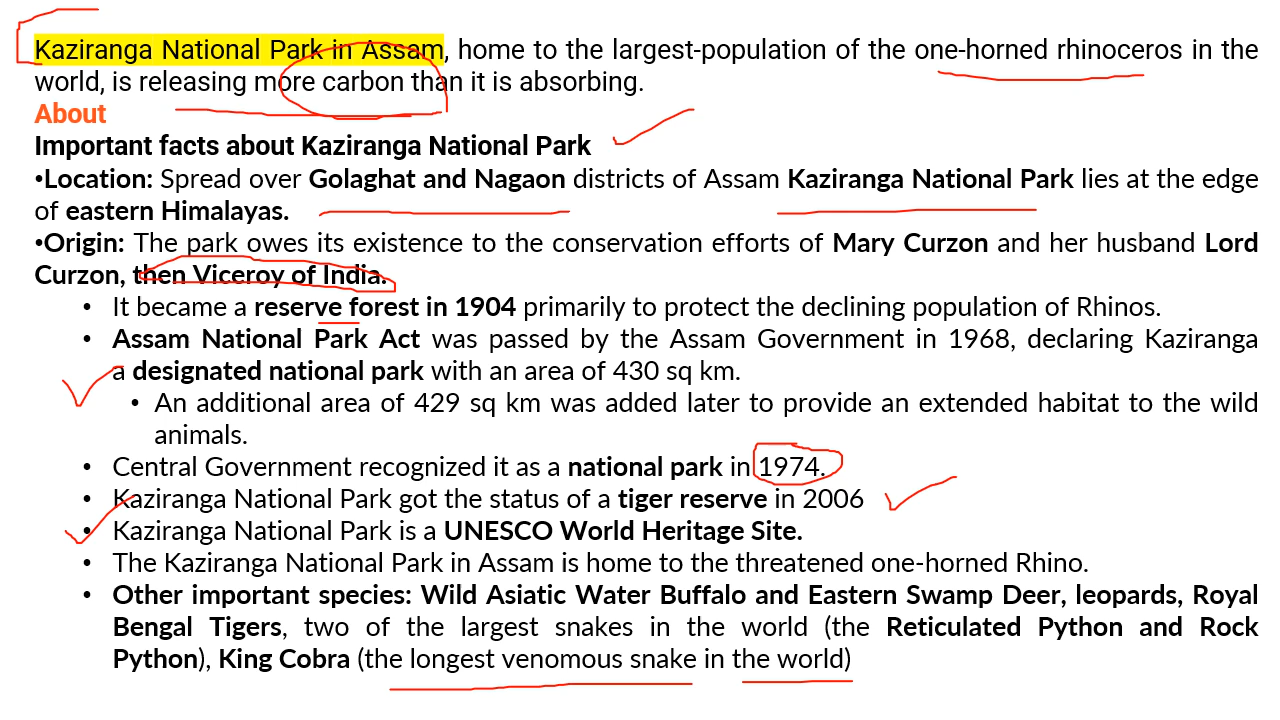 Kaziranga National Park in Assam, home to the largest-population of the one-horned rhinoceros in the
world, is releasing more carbon than it is absorbing.
About
Important facts about Kaziranga National Park
•Location: Spread over Golaghat and Nagaon districts of Assam Kaziranga National Park lies at the edge
of eastern Himalayas.
•Origin: The park owes its existence to the conservation efforts of Mary Curzon and her husband Lord
Curzon, then Viceroy of India.
• It became a reserve forest in 1904 primarily to protect the declining population of Rhinos.
• Assam National Park Act was passed by the Assam Government in 1968, declaring Kaziranga
a designated national park with an area of 430 sq km.
• An additional area of 429 sq km was added later to provide an extended habitat to the wild
animals.
• Central Government recognized it as a national park in 1974.
• Kaziranga National Park got the status of a tiger reserve in 2006
• Kaziranga National Park is a UNESCO World Heritage Site.
• The Kaziranga National Park in Assam is home to the threatened one-horned Rhino.
• Other important species: Wild Asiatic Water Buffalo and Eastern Swamp Deer, leopards, Royal
Bengal Tigers, two of the largest snakes in the world (the Reticulated Python and Rock
Python), King Cobra (the longest venomous snake in the world)